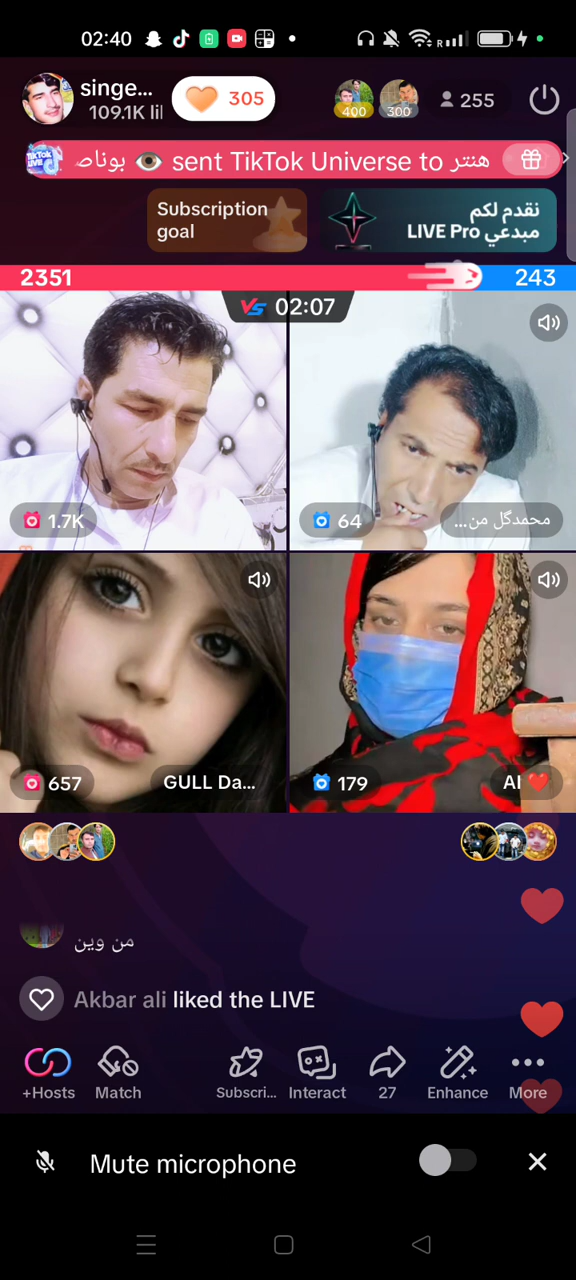 02:40
singe...
109.1K lil
305
400
300
255
بوناص 👁 sent TikTok Universe to هنتر
Subscription
goal
نقدم لكم
مبدعي LIVE Pro
2351
243
VS 02:07
1.7K
64
محمدگل من...
657
GULL Da...
179
Al ❤️
من وين
Akbar ali liked the LIVE
+Hosts
Match
Subscri...
Interact
27
Enhance
More
Mute microphone